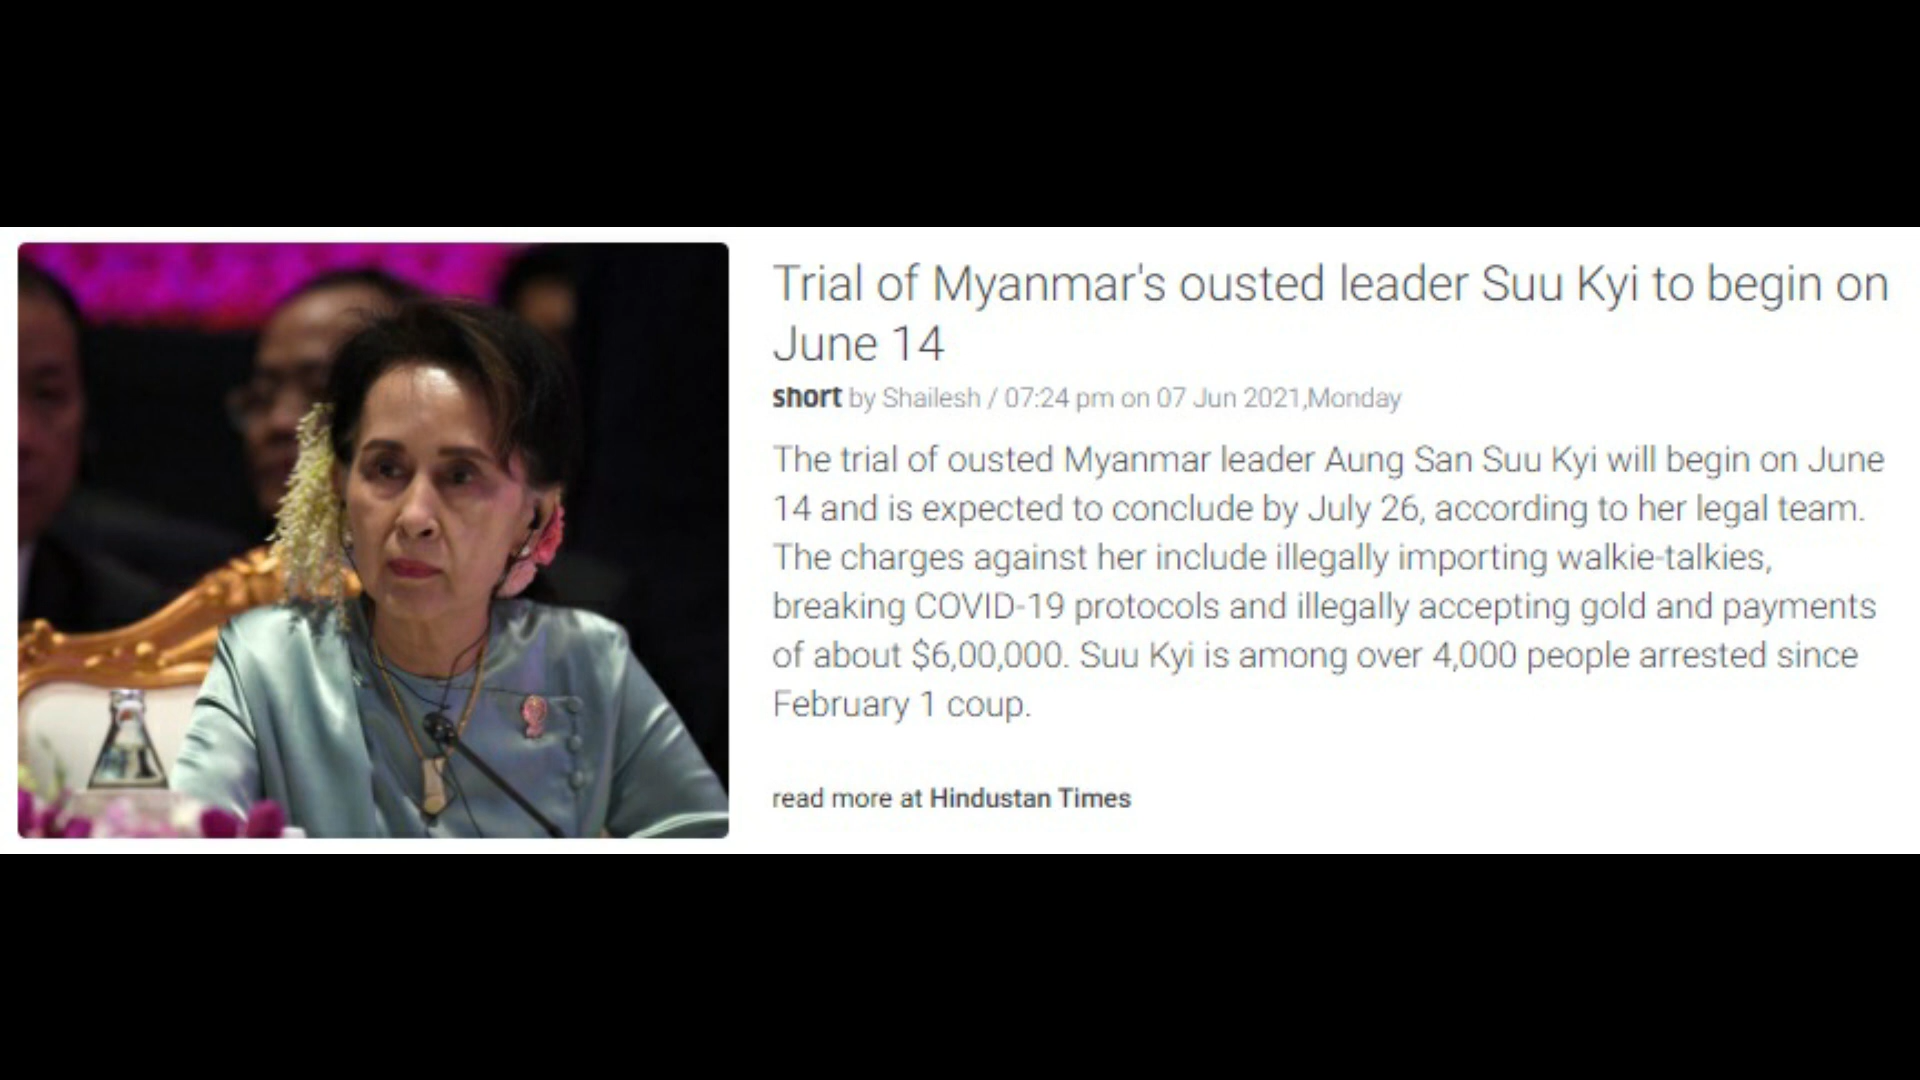 Trial of Myanmar's ousted leader Suu Kyi to begin on
June 14
short by Shailesh / 07:24 pm on 07 Jun 2021,Monday
The trial of ousted Myanmar leader Aung San Suu Kyi will begin on June
14 and is expected to conclude by July 26, according to her legal team.
The charges against her include illegally importing walkie-talkies,
breaking COVID-19 protocols and illegally accepting gold and payments
of about $6,00,000. Suu Kyi is among over 4,000 people arrested since
February 1 coup.
read more at Hindustan Times